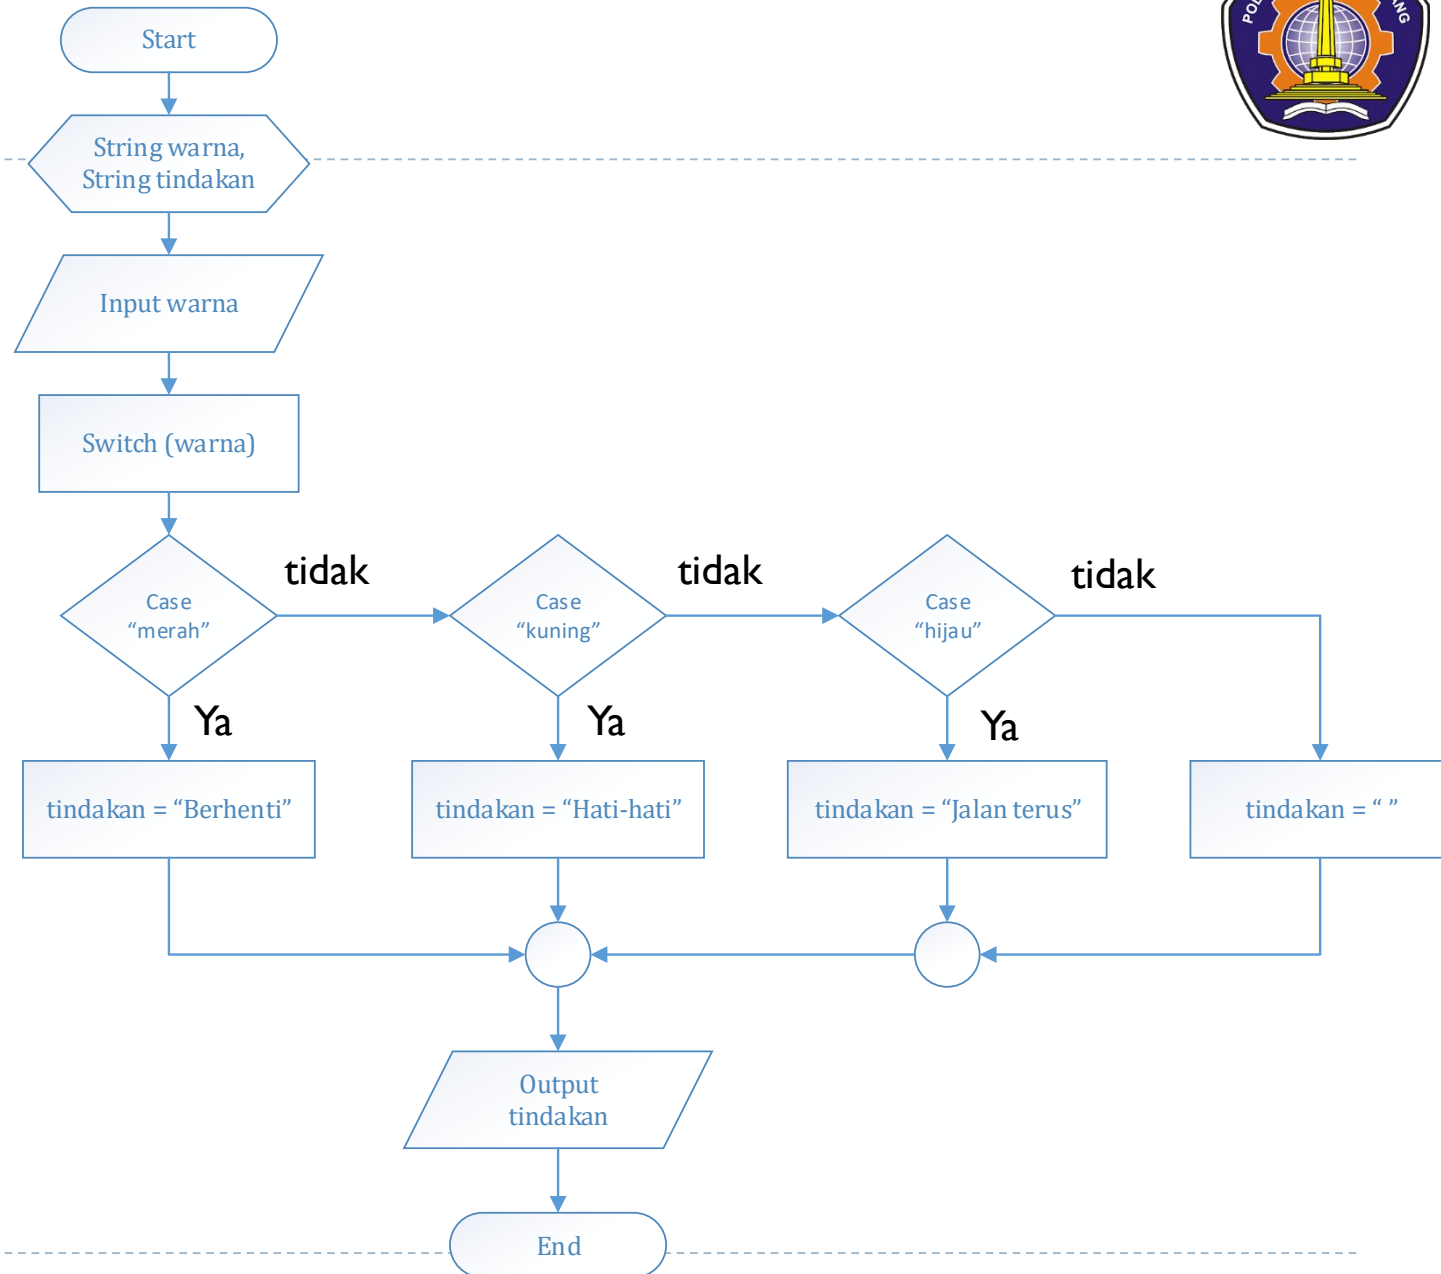 Start
String warna,
String tindakan
Input warna
Switch (warna)
Case
“merah”
tidak
Case
“kuning”
tidak
Case
“hijau”
tidak
Ya
Ya
Ya
tindakan = “Berhenti”
tindakan = “Hati-hati”
tindakan = “Jalan terus”
tindakan = “ ”
Output
tindakan
End